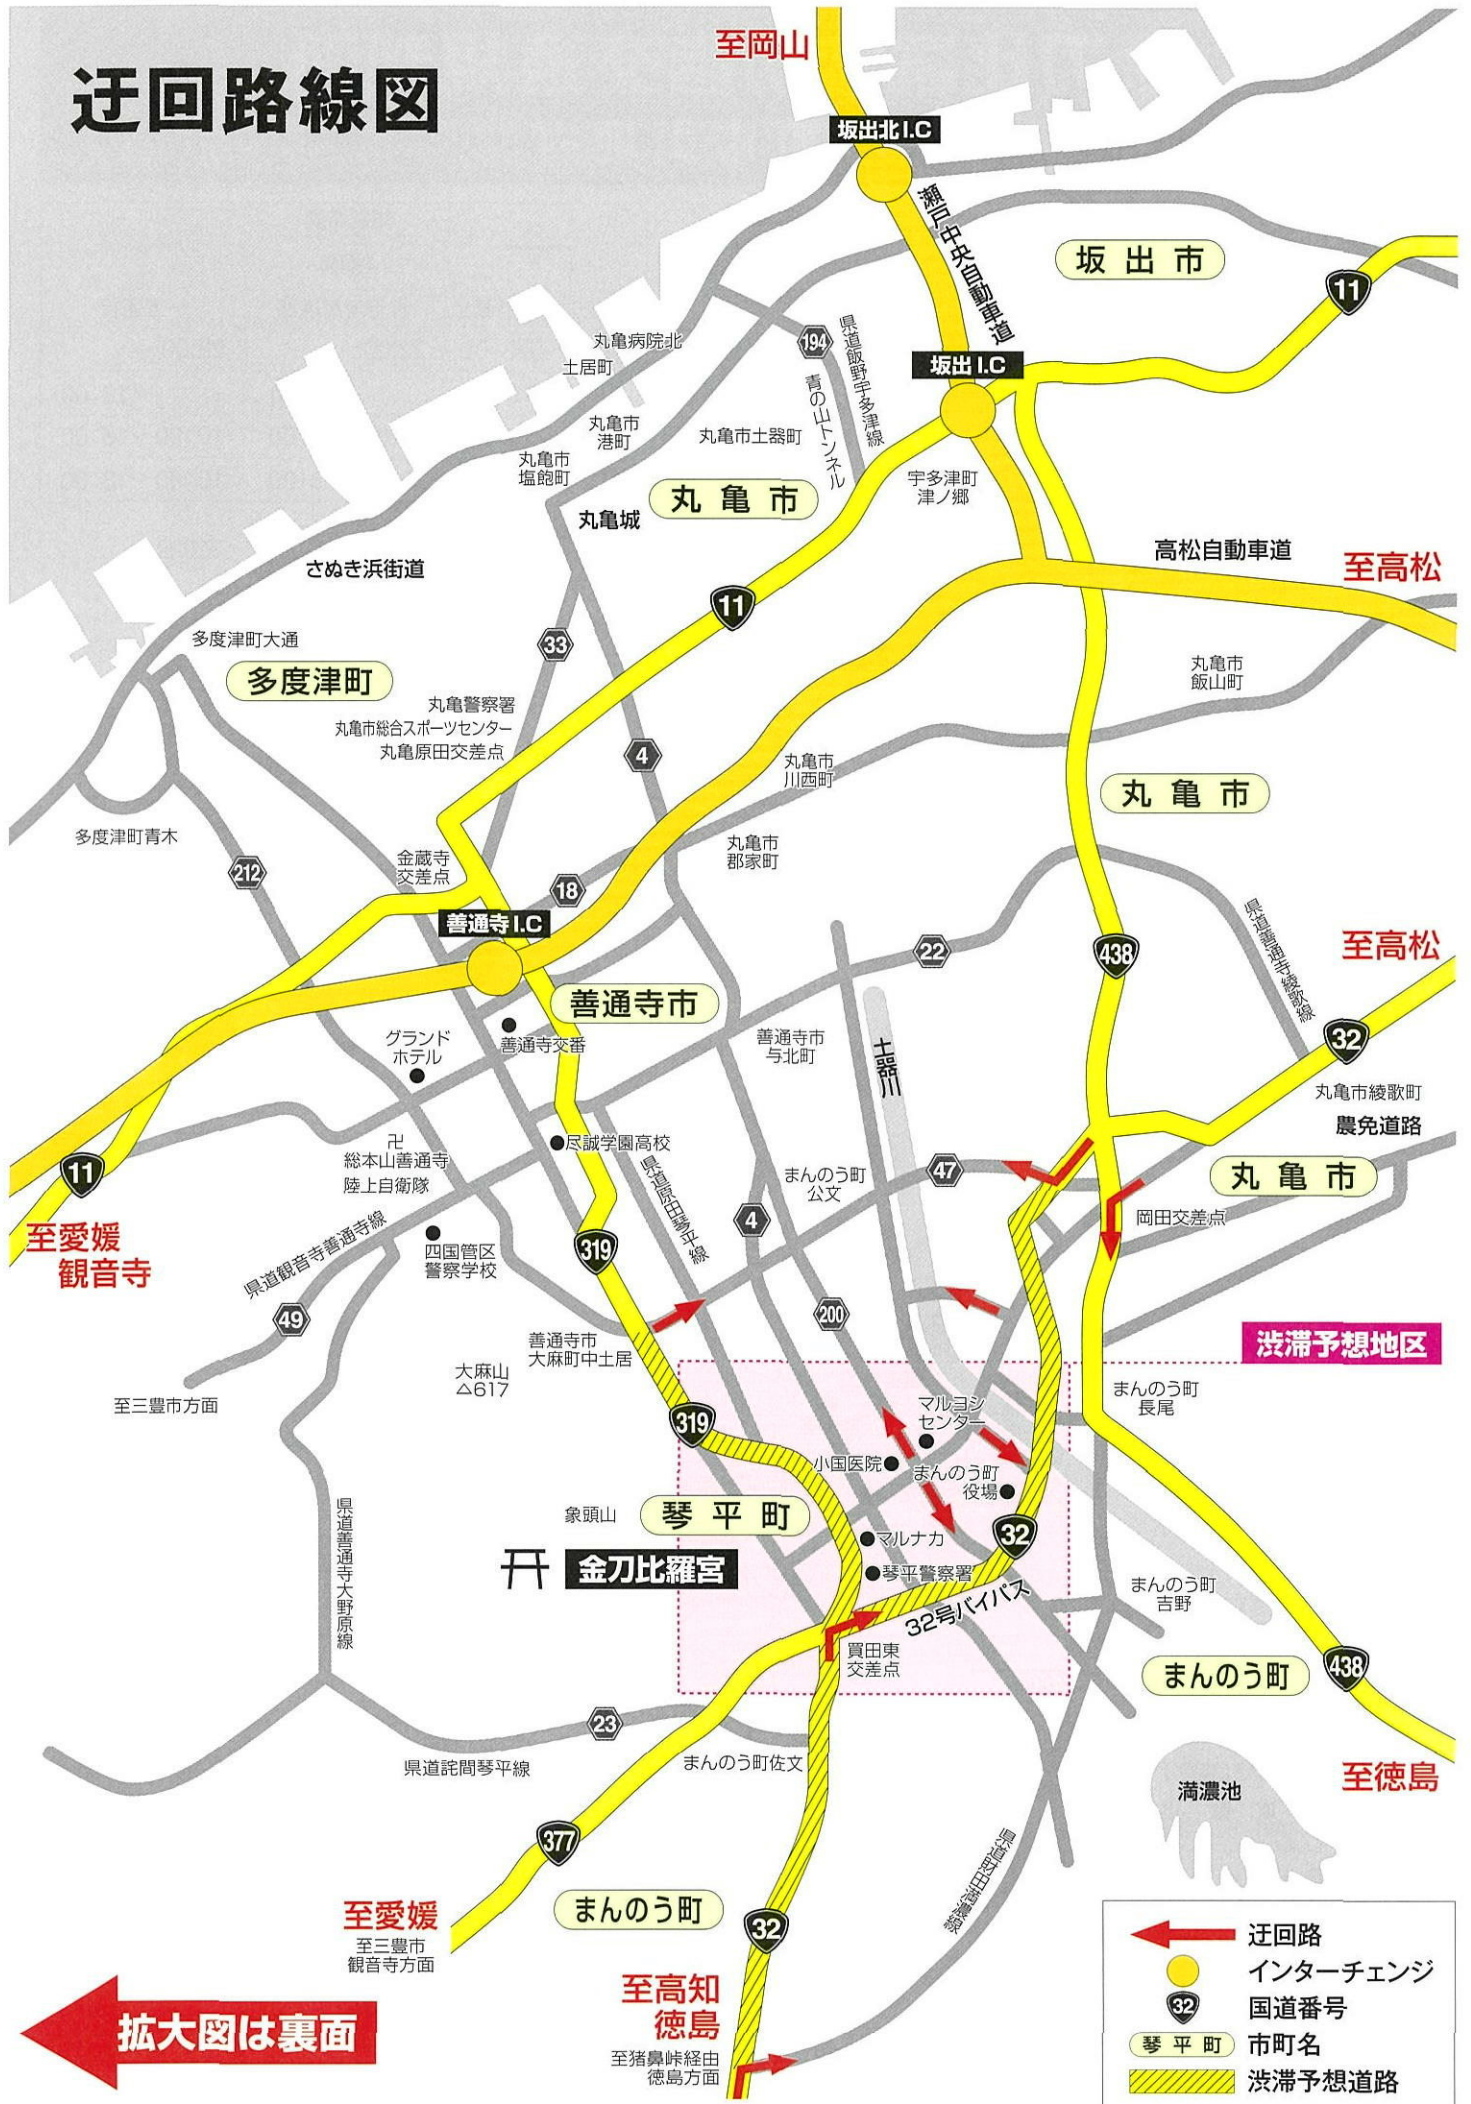 迂回路線図
至岡山
坂出北I.C
瀬戸中央自動車道
坂出市
11
丸亀病院北
土居町
194
県道飯野宇多津線
青の山トンネル
坂出I.C
丸亀市
港町
丸亀市土器町
丸亀市
塩飽町
丸亀市
宇多津町
津ノ郷
丸亀城
さぬき浜街道
高松自動車道
至高松
11
33
多度津町大通
多度津町
丸亀市
飯山町
丸亀警察署
丸亀市総合スポーツセンター
丸亀原田交差点
4
丸亀市
川西町
丸亀市
多度津町青木
212
金蔵寺
交差点
丸亀市
郡家町
18
善通寺I.C
22
438
県道善通寺綾歌線
至高松
善通寺市
32
グランド
ホテル
善通寺交番
善通寺市
与北町
土器川
丸亀市綾歌町
農免道路
丸亀市
尽誠学園高校
卍
総本山善通寺
陸上自衛隊
11
至愛媛
観音寺
県道原田琴平線
まんのう町
公文
47
岡田交差点
4
319
四国管区
警察学校
県道観音寺善通寺線
49
200
善通寺市
大麻町中土居
大麻山
△617
至三豊市方面
渋滞予想地区
まんのう町
長尾
319
マルヨシ
センター
小国医院
まんのう町
役場
象頭山
琴平町
32
マルナカ
金刀比羅宮
琴平警察署
32号バイパス
買田東
交差点
まんのう町
吉野
県道善通寺大野原線
まんのう町
438
23
県道詫間琴平線
まんのう町佐文
至徳島
満濃池
377
県道財田満濃線
まんのう町
32
至愛媛
至三豊市
観音寺方面
至高知
徳島
至猪鼻峠経由
徳島方面
拡大図は裏面
迂回路
インターチェンジ
32
国道番号
琴平町
市町名
渋滞予想道路